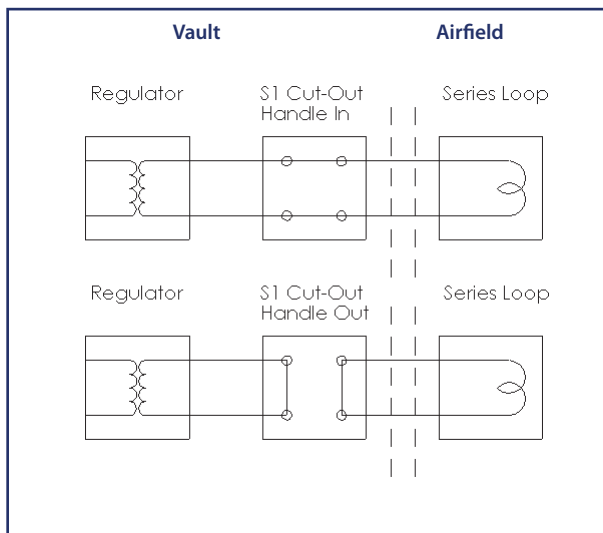 Vault Airfield
Regulator S1 Cut-Out Series Loop
Handle In
Regulator S1 Cut-Out Series Loop
Handle Out